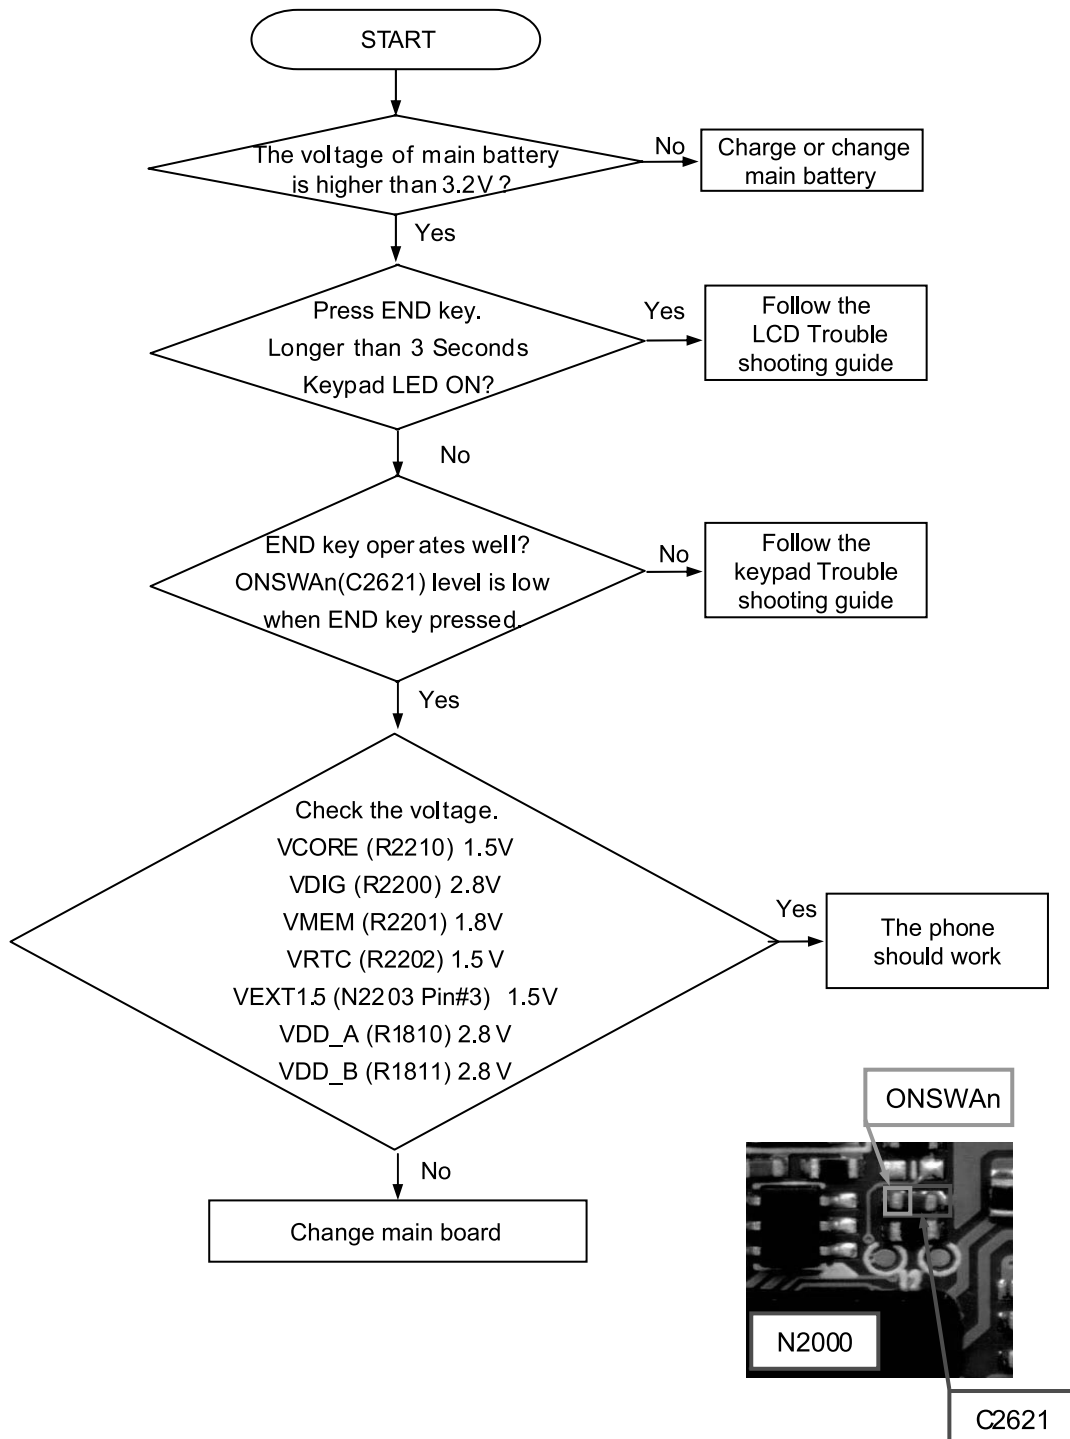 START
The voltage of main battery
is higher than 3.2V ?
No
Charge or change
main battery
Yes
Press END key.
Longer than 3 Seconds
Keypad LED ON?
Yes
Follow the
LCD Trouble
shooting guide
No
END key operates well?
ONSWAn(C2621) level is low
when END key pressed.
No
Follow the
keypad Trouble
shooting guide
Yes
Check the voltage.
VCORE (R2210) 1.5V
VDIG (R2200) 2.8V
VMEM (R2201) 1.8V
VRTC (R2202) 1.5 V
VEXT1.5 (N2203 Pin#3) 1.5V
VDD_A (R1810) 2.8 V
VDD_B (R1811) 2.8 V
Yes
The phone
should work
No
Change main board
ONSWAn
N2000
C2621